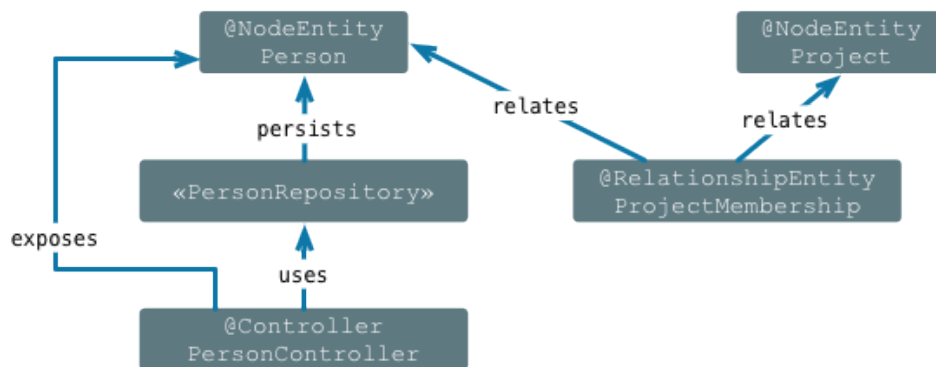 @NodeEntity
Person
@NodeEntity
Project
relates
relates
persists
«PersonRepository»
@RelationshipEntity
ProjectMembership
exposes
uses
@Controller
PersonController